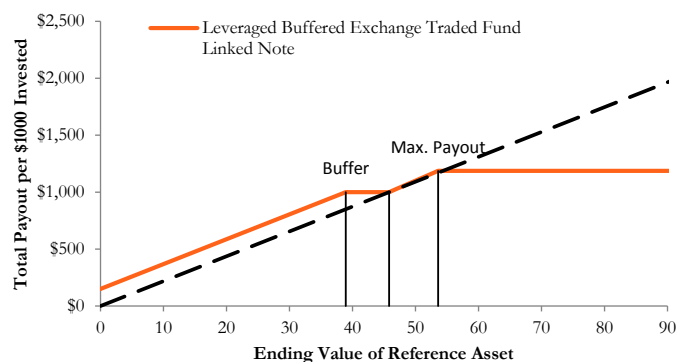 $2,500
Leveraged Buffered Exchange Traded Fund
Linked Note
$2,000
$1,500
Max. Payout
Buffer
$1,000
$500
$0
0 10 20 30 40 50 60 70 80 90
Total Payout per $1000 Invested
Ending Value of Reference Asset